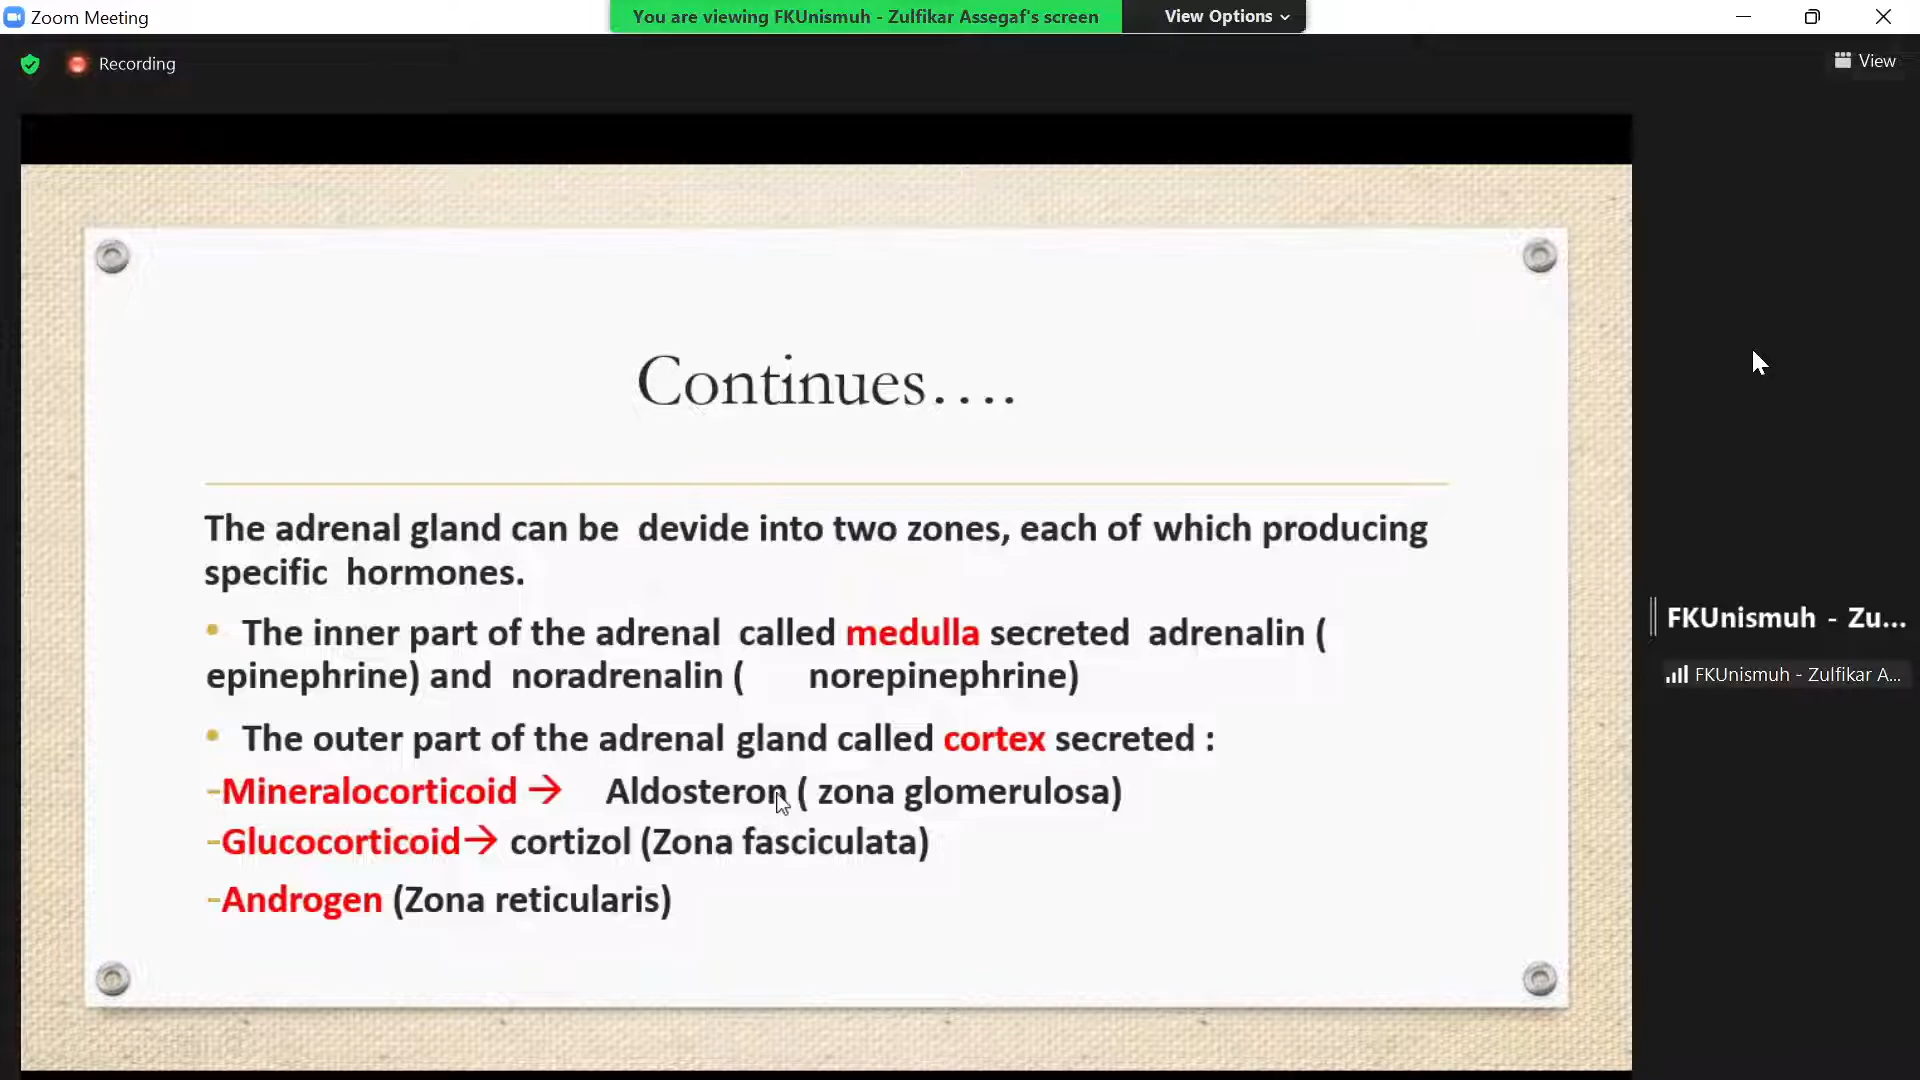 Zoom Meeting
You are viewing FKUnismuh - Zulfikar Assegaf's screen
View Options
Recording
View
Continues....
The adrenal gland can be devide into two zones, each of which producing
specific hormones.
• The inner part of the adrenal called medulla secreted adrenalin (
epinephrine) and noradrenalin ( norepinephrine)
• The outer part of the adrenal gland called cortex secreted :
-Mineralocorticoid → Aldosteron ( zona glomerulosa)
-Glucocorticoid→ cortizol (Zona fasciculata)
-Androgen (Zona reticularis)
FKUnismuh - Zu...
FKUnismuh - Zulfikar A...